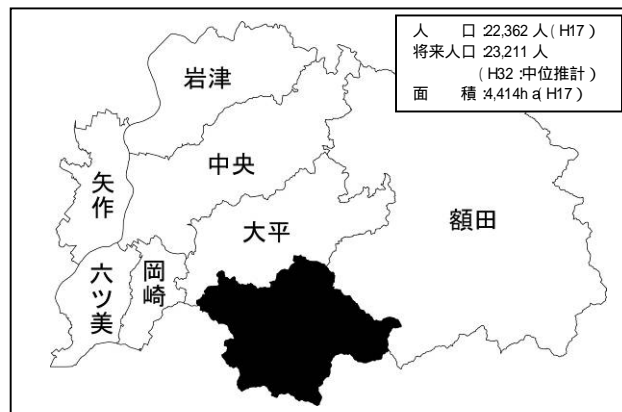 人　　口:22,362 人(H17)
将来人口:23,211 人
(H32:中位推計)
面　　積:4,414h a(H17)
岩津
中央
矢作
大平
額田
岡崎
六ツ美